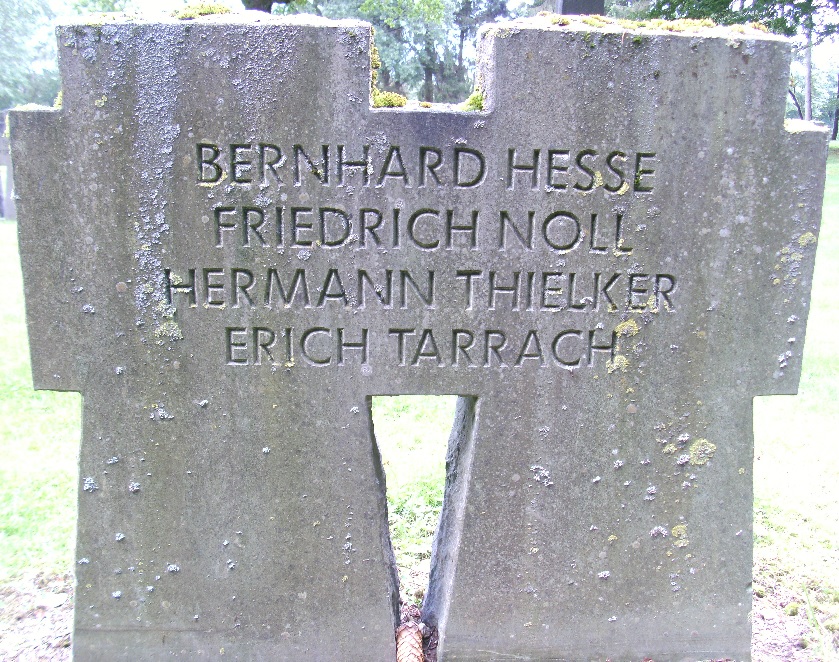 BERNHARD HESSE
FRIEDRICH NOLL
HERMANN THIELKER
ERICH TARRACH